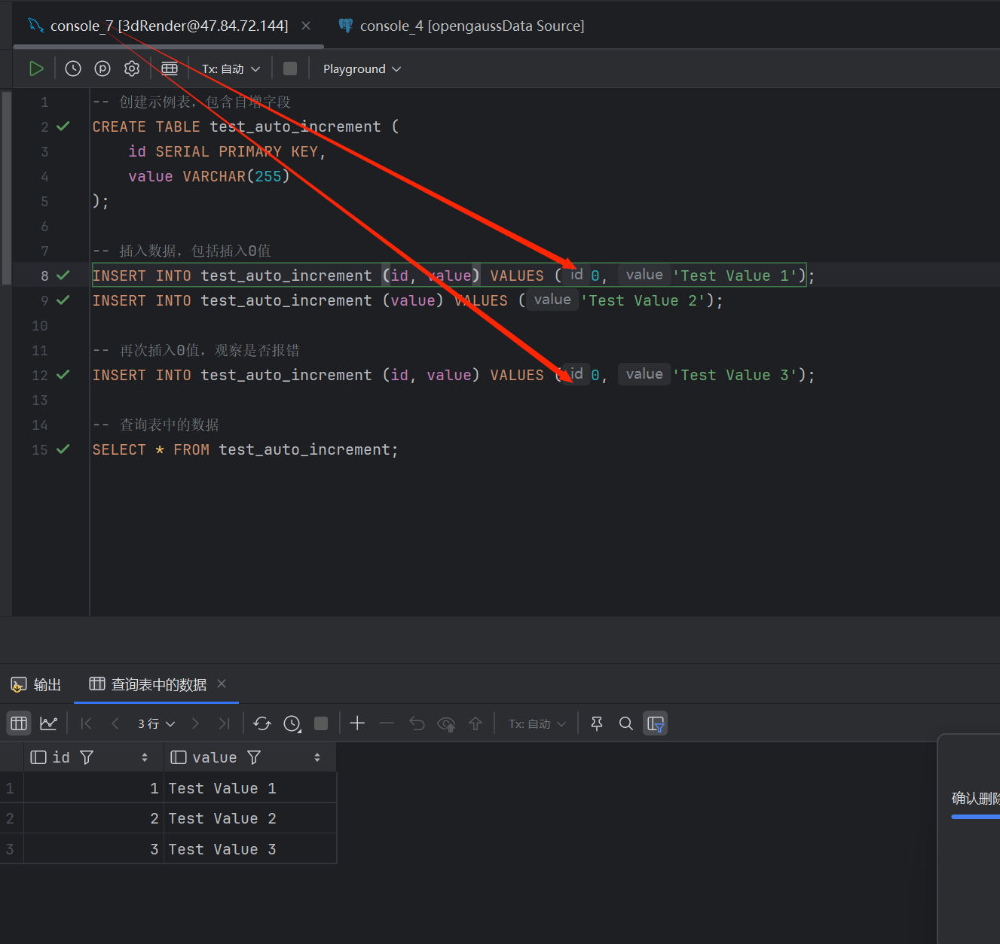 console_7 [3dRender@47.84.72.144]
console_4 [opengaussData Source]
Tx: 自动
Playground
1 -- 创建示例表，包含自增字段
2 CREATE TABLE test_auto_increment (
3 id SERIAL PRIMARY KEY,
4 value VARCHAR(255)
5 );
6
7 -- 插入数据，包括插入0值
8 INSERT INTO test_auto_increment (id, value) VALUES ( id 0, value 'Test Value 1');
9 INSERT INTO test_auto_increment (value) VALUES ( value 'Test Value 2');
10
11 -- 再次插入0值，观察是否报错
12 INSERT INTO test_auto_increment (id, value) VALUES ( id 0, value 'Test Value 3');
13
14 -- 查询表中的数据
15 SELECT * FROM test_auto_increment;
输出
查询表中的数据
3 行
Tx: 自动
id value
1 1 Test Value 1
2 2 Test Value 2
3 3 Test Value 3
确认删除